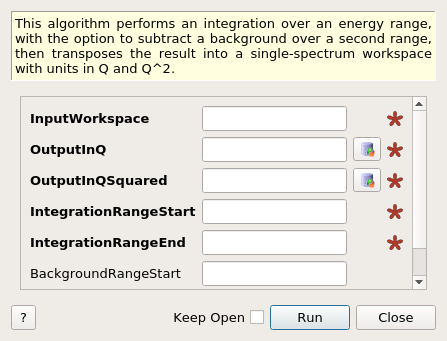 This algorithm performs an integration over an energy range,
with the option to subtract a background over a second range,
then transposes the result into a single-spectrum workspace
with units in Q and Q^2.
InputWorkspace *
OutputInQ *
OutputInQSquared *
IntegrationRangeStart *
IntegrationRangeEnd *
BackgroundRangeStart
? Keep Open Run Close